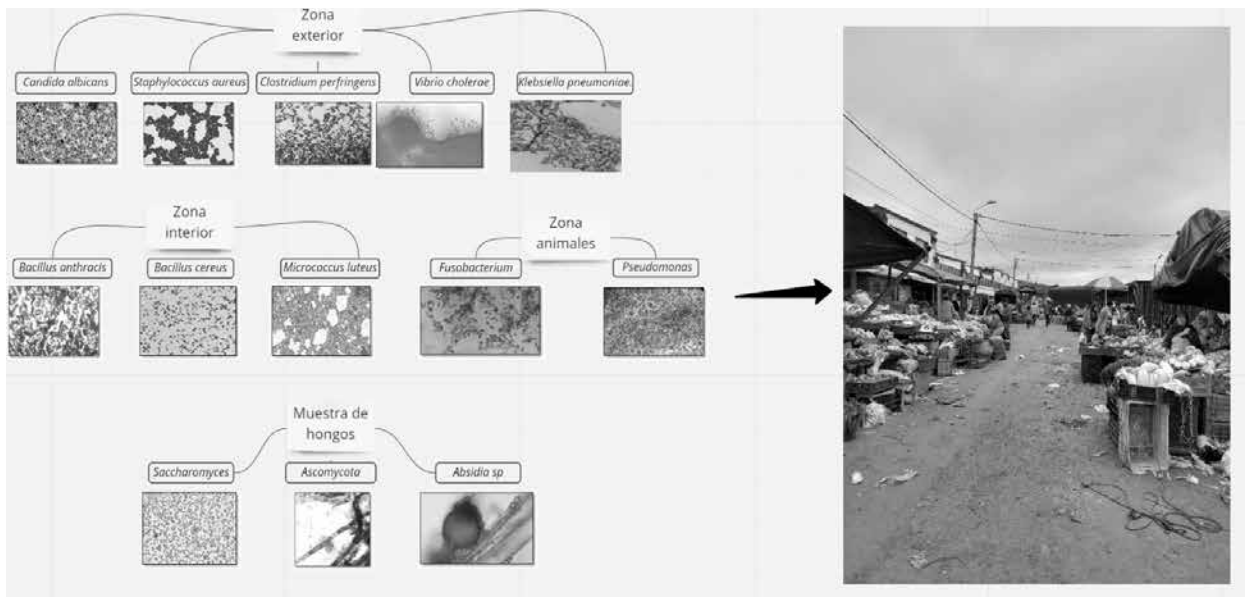 Zona
exterior
Candida albicans
Staphylococcus aureus
Clostridium perfringens
Vibrio cholerae
Klebsiella pneumoniae.
Zona
interior
Zona
animales
Bacillus anthracis
Bacillus cereus
Micrococcus luteus
Fusobacterium
Pseudomonas
Muestra de
hongos
Saccharomyces
Ascomycota
Absidia sp